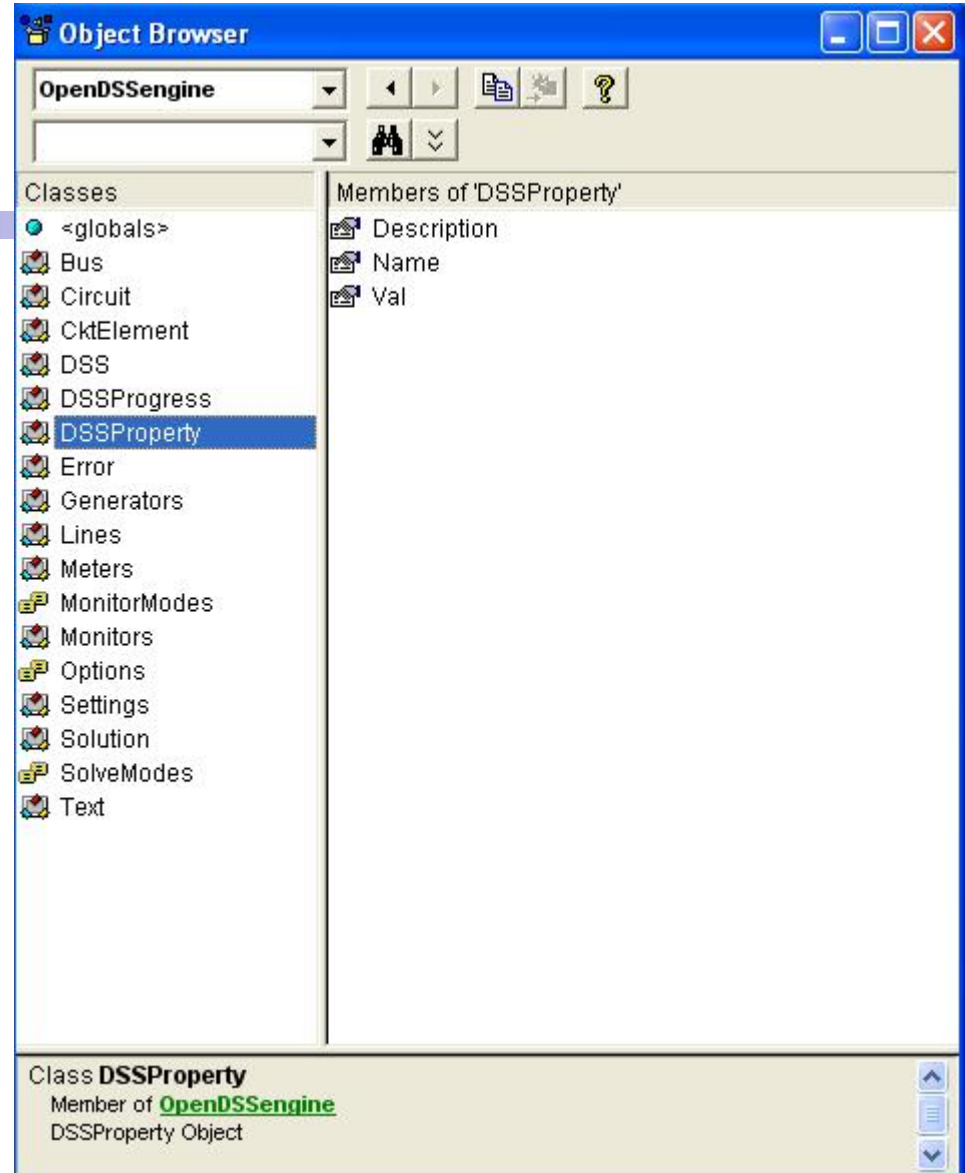 Object Browser
OpenDSSengine
Classes
<globals>
Bus
Circuit
CktElement
DSS
DSSProgress
DSSProperty
Error
Generators
Lines
Meters
MonitorModes
Monitors
Options
Settings
Solution
SolveModes
Text
Members of 'DSSProperty'
Description
Name
Val
Class DSSProperty
Member of OpenDSSengine
DSSProperty Object